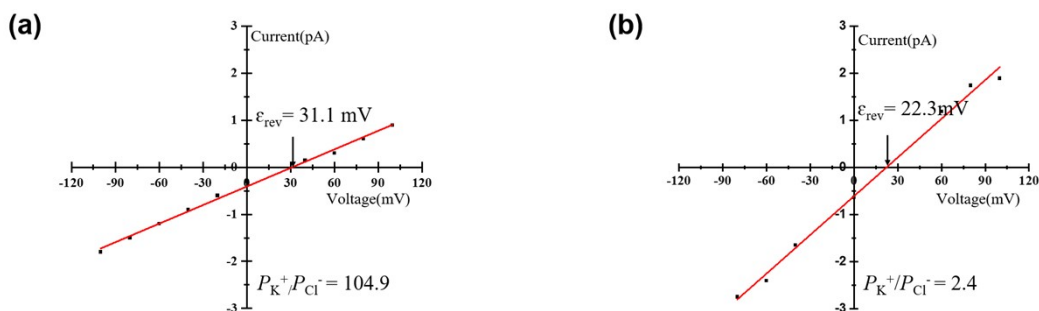 (a)
3
Current(pA)
2
1
εrev= 31.1 mV
0
-120 -90 -60 -30 0 30 60 90 120
Voltage(mV)
-1
-2
PK+/PCl- = 104.9
-3
(b)
3
Current(pA)
2
1
εrev= 22.3mV
0
-120 -90 -60 -30 0 30 60 90 120
Voltage(mV)
-1
-2
PK+/PCl- = 2.4
-3